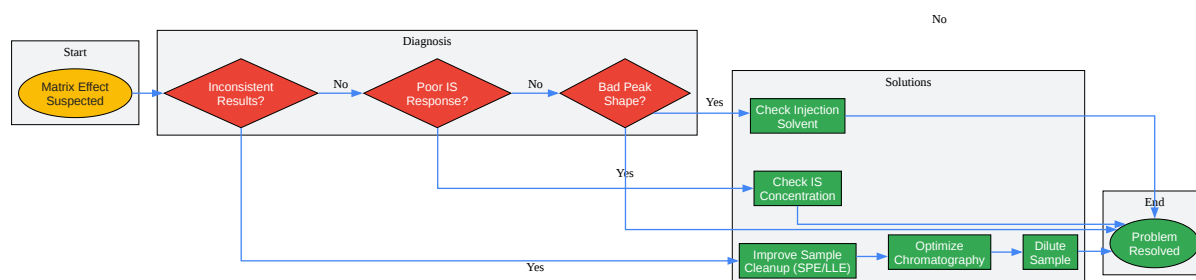 No
Start
Diagnosis
Matrix Effect
Suspected
Inconsistent
Results?
No
Poor IS
Response?
No
Bad Peak
Shape?
Yes
Solutions
Check Injection
Solvent
Yes
Check IS
Concentration
End
Problem
Resolved
Yes
Improve Sample
Cleanup (SPE/LLE)
Optimize
Chromatography
Dilute
Sample